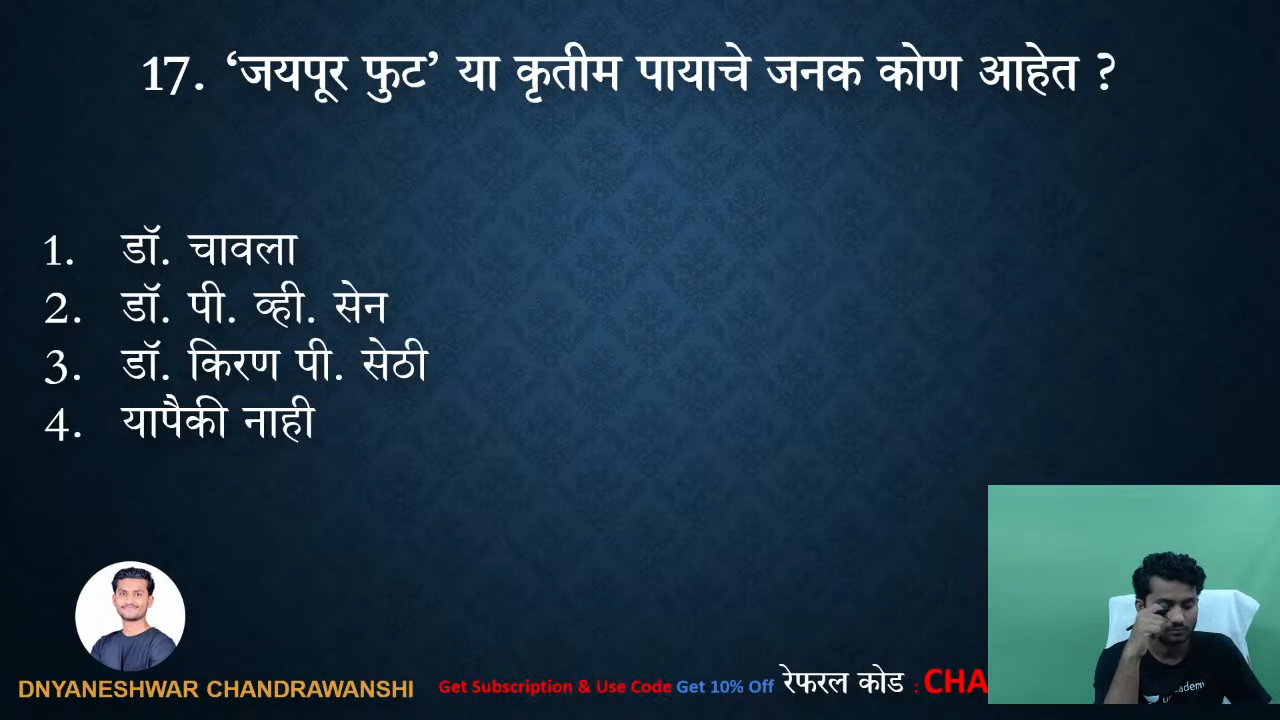 17. ‘जयपूर फुट’ या कृतीम पायाचे जनक कोण आहेत ?
1. डॉ. चावला
2. डॉ. पी. व्ही. सेन
3. डॉ. किरण पी. सेठी
4. यापैकी नाही
DNYANESHWAR CHANDRAWANSHI
Get Subscription & Use Code Get 10% Off रेफरल कोड : CHA